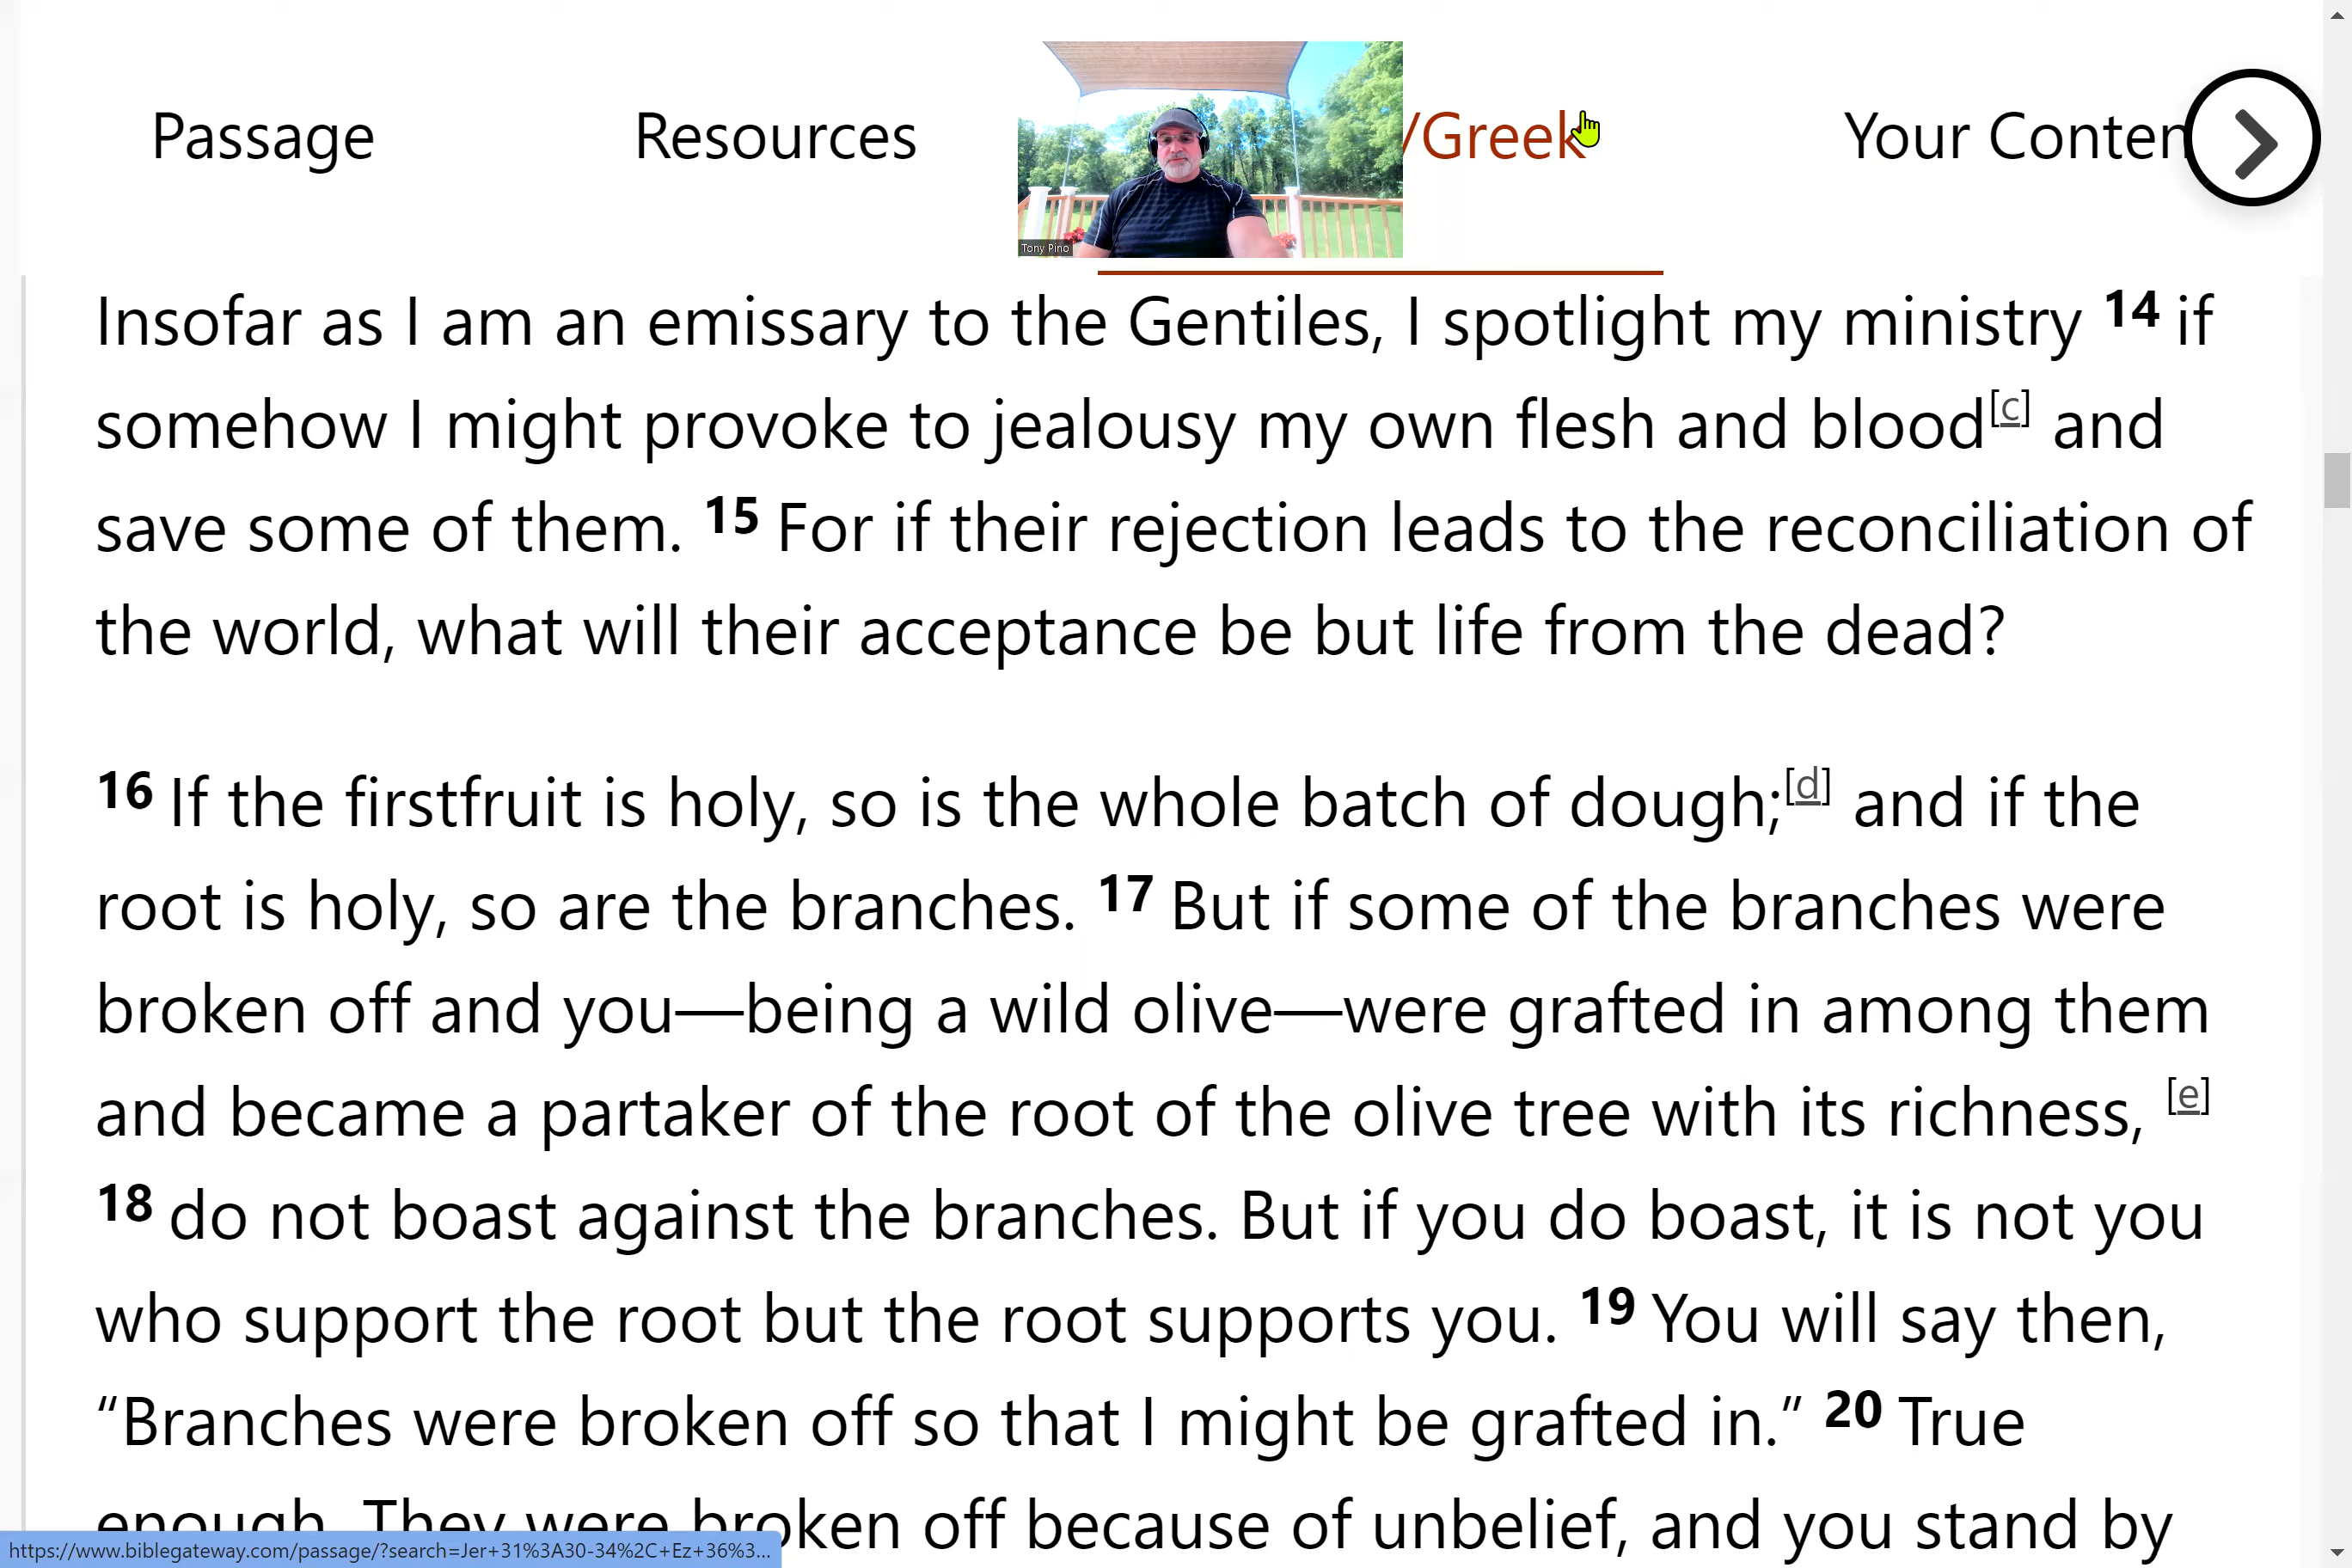 Passage Resources /Greek Your Conten
Tony Pino
Insofar as I am an emissary to the Gentiles, I spotlight my ministry 14 if
somehow I might provoke to jealousy my own flesh and blood[c] and
save some of them. 15 For if their rejection leads to the reconciliation of
the world, what will their acceptance be but life from the dead?
16 If the firstfruit is holy, so is the whole batch of dough;[d] and if the
root is holy, so are the branches. 17 But if some of the branches were
broken off and you—being a wild olive—were grafted in among them
and became a partaker of the root of the olive tree with its richness, [e]
18 do not boast against the branches. But if you do boast, it is not you
who support the root but the root supports you. 19 You will say then,
“Branches were broken off so that I might be grafted in.” 20 True
enough. They were broken off because of unbelief, and you stand by
https://www.biblegateway.com/passage/?search=Jer+31%3A30-34%2C+Ez+36%3...